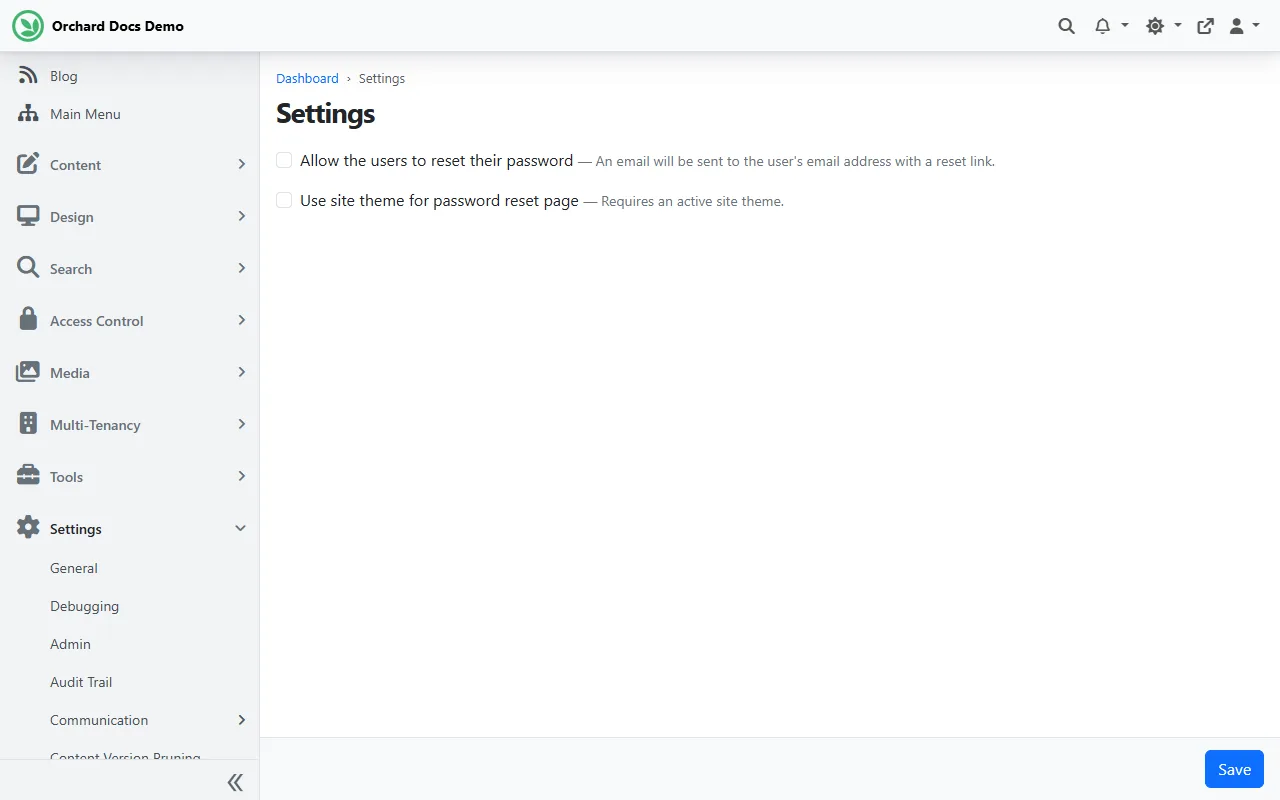 Orchard Docs Demo
Blog
Main Menu
Content
Design
Search
Access Control
Media
Multi-Tenancy
Tools
Settings
General
Debugging
Admin
Audit Trail
Communication
Content Version Pruning
Dashboard › Settings
Settings
Allow the users to reset their password — An email will be sent to the user's email address with a reset link.
Use site theme for password reset page — Requires an active site theme.
Save